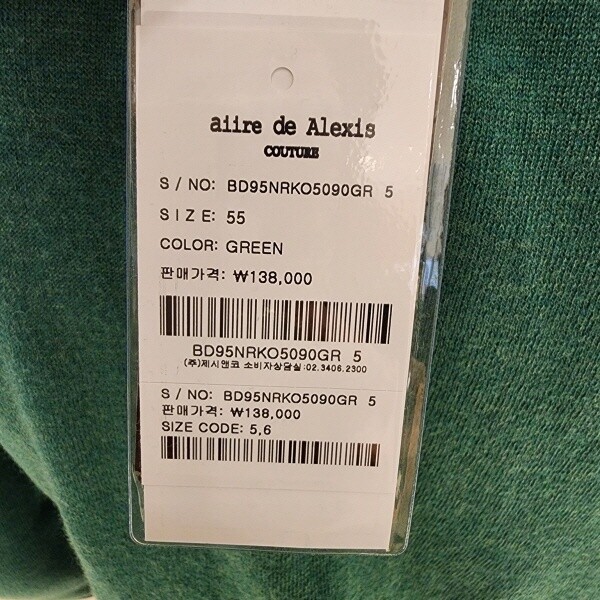 aiire de Alexis
COUTURE
S / NO: BD95NRKO5090GR 5
SIZE: 55
COLOR: GREEN
판매가격: ₩138,000
BD95NRKO5090GR 5
(주)제시앤코 소비자상담실:02.3406.2300
S / NO: BD95NRKO5090GR 5
판매가격: ₩138,000
SIZE CODE: 5,6